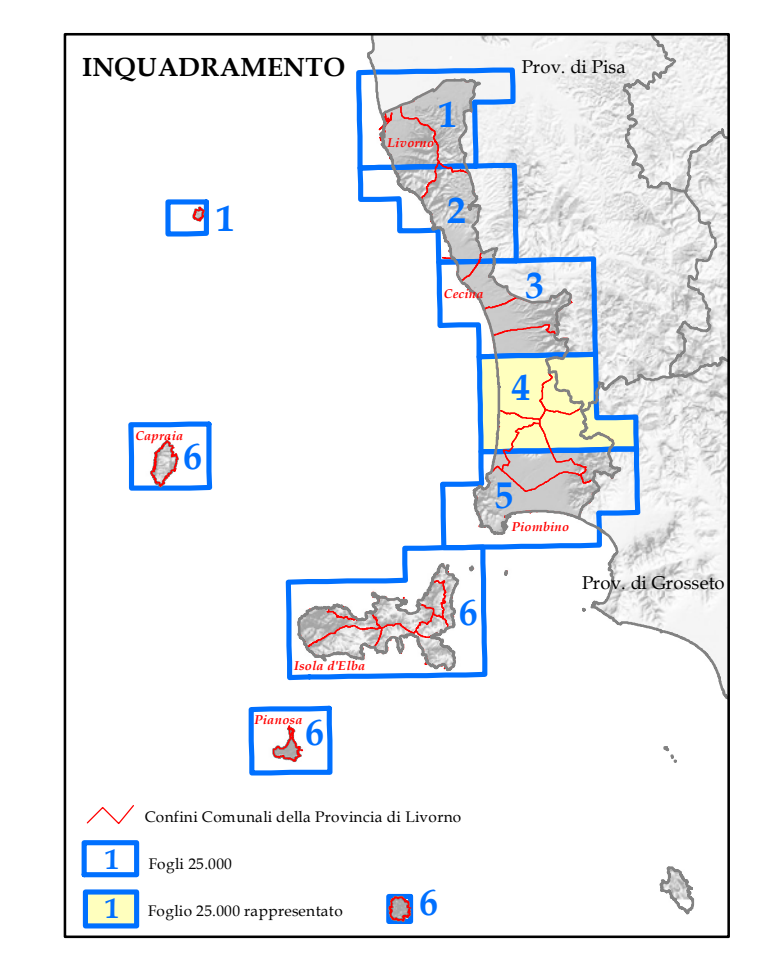 INQUADRAMENTO
Prov. di Pisa
1
Livorno
2
1
3
Cecina
4
Capraia
6
5
Piombino
Prov. di Grosseto
6
Isola d'Elba
Pianosa
6
Confini Comunali della Provincia di Livorno
1 Fogli 25.000
1 Foglio 25.000 rappresentato
6